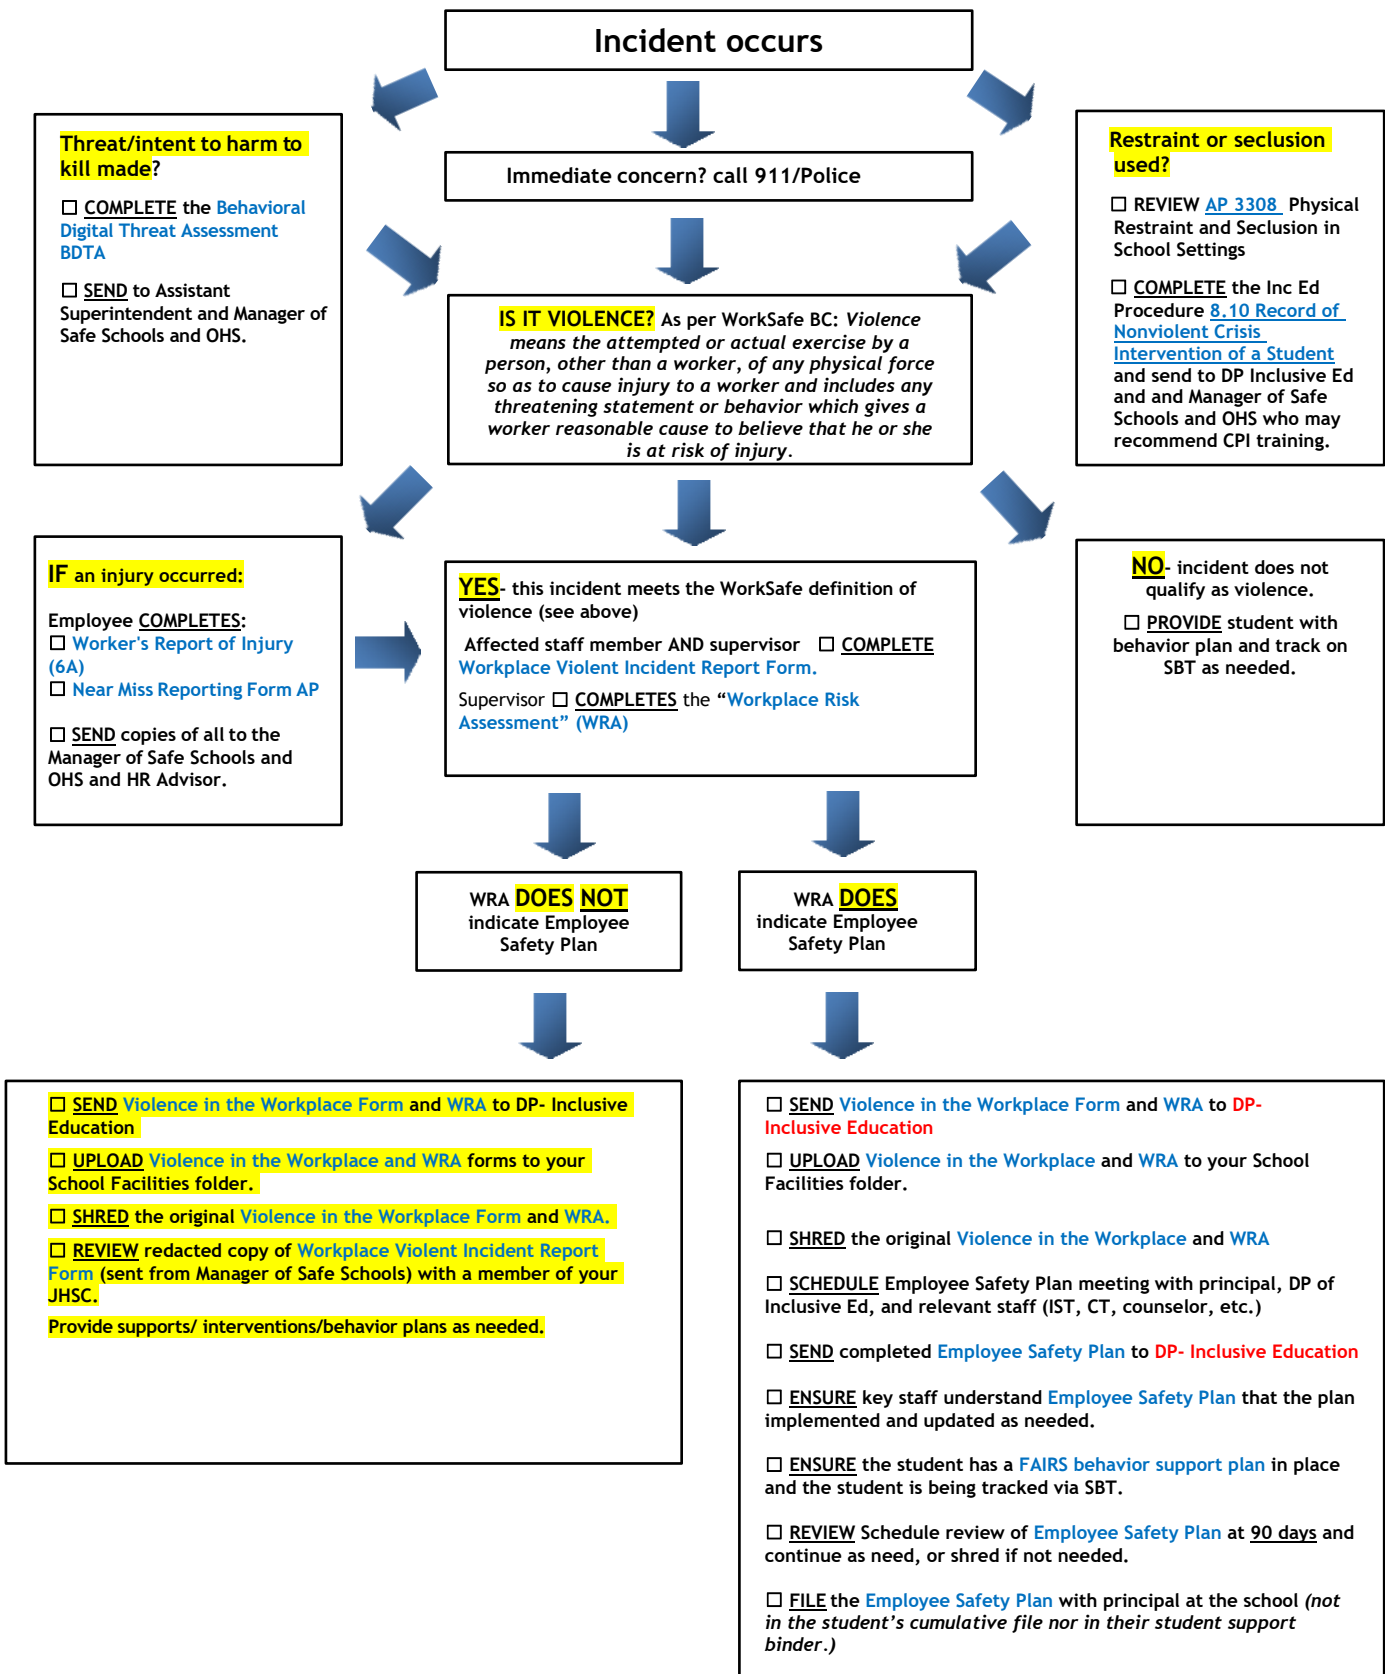 Incident occurs
Threat/intent to harm to
kill made?
☐ COMPLETE the Behavioral
Digital Threat Assessment
BDTA
☐ SEND to Assistant
Superintendent and Manager of
Safe Schools and OHS.
Immediate concern? call 911/Police
Restraint or seclusion
used?
☐ REVIEW AP 3308 Physical
Restraint and Seclusion in
School Settings
☐ COMPLETE the Inc Ed
Procedure 8.10 Record of
Nonviolent Crisis
Intervention of a Student
and send to DP Inclusive Ed
and and Manager of Safe
Schools and OHS who may
recommend CPI training.
IS IT VIOLENCE? As per WorkSafe BC: Violence
means the attempted or actual exercise by a
person, other than a worker, of any physical force
so as to cause injury to a worker and includes any
threatening statement or behavior which gives a
worker reasonable cause to believe that he or she
is at risk of injury.
IF an injury occurred:
Employee COMPLETES:
☐ Worker's Report of Injury
(6A)
☐ Near Miss Reporting Form AP
☐ SEND copies of all to the
Manager of Safe Schools and
OHS and HR Advisor.
YES- this incident meets the WorkSafe definition of
violence (see above)
Affected staff member AND supervisor ☐ COMPLETE
Workplace Violent Incident Report Form.
Supervisor ☐ COMPLETES the “Workplace Risk
Assessment” (WRA)
NO- incident does not
qualify as violence.
☐ PROVIDE student with
behavior plan and track on
SBT as needed.
WRA DOES NOT
indicate Employee
Safety Plan
WRA DOES
indicate Employee
Safety Plan
☐ SEND Violence in the Workplace Form and WRA to DP- Inclusive
Education
☐ UPLOAD Violence in the Workplace and WRA forms to your
School Facilities folder.
☐ SHRED the original Violence in the Workplace Form and WRA.
☐ REVIEW redacted copy of Workplace Violent Incident Report
Form (sent from Manager of Safe Schools) with a member of your
JHSC.
Provide supports/ interventions/behavior plans as needed.
☐ SEND Violence in the Workplace Form and WRA to DP-
Inclusive Education
☐ UPLOAD Violence in the Workplace and WRA to your School
Facilities folder.
☐ SHRED the original Violence in the Workplace and WRA
☐ SCHEDULE Employee Safety Plan meeting with principal, DP of
Inclusive Ed, and relevant staff (IST, CT, counselor, etc.)
☐ SEND completed Employee Safety Plan to DP- Inclusive Education
☐ ENSURE key staff understand Employee Safety Plan that the plan
implemented and updated as needed.
☐ ENSURE the student has a FAIRS behavior support plan in place
and the student is being tracked via SBT.
☐ REVIEW Schedule review of Employee Safety Plan at 90 days and
continue as need, or shred if not needed.
☐ FILE the Employee Safety Plan with principal at the school (not
in the student’s cumulative file nor in their student support
binder.)